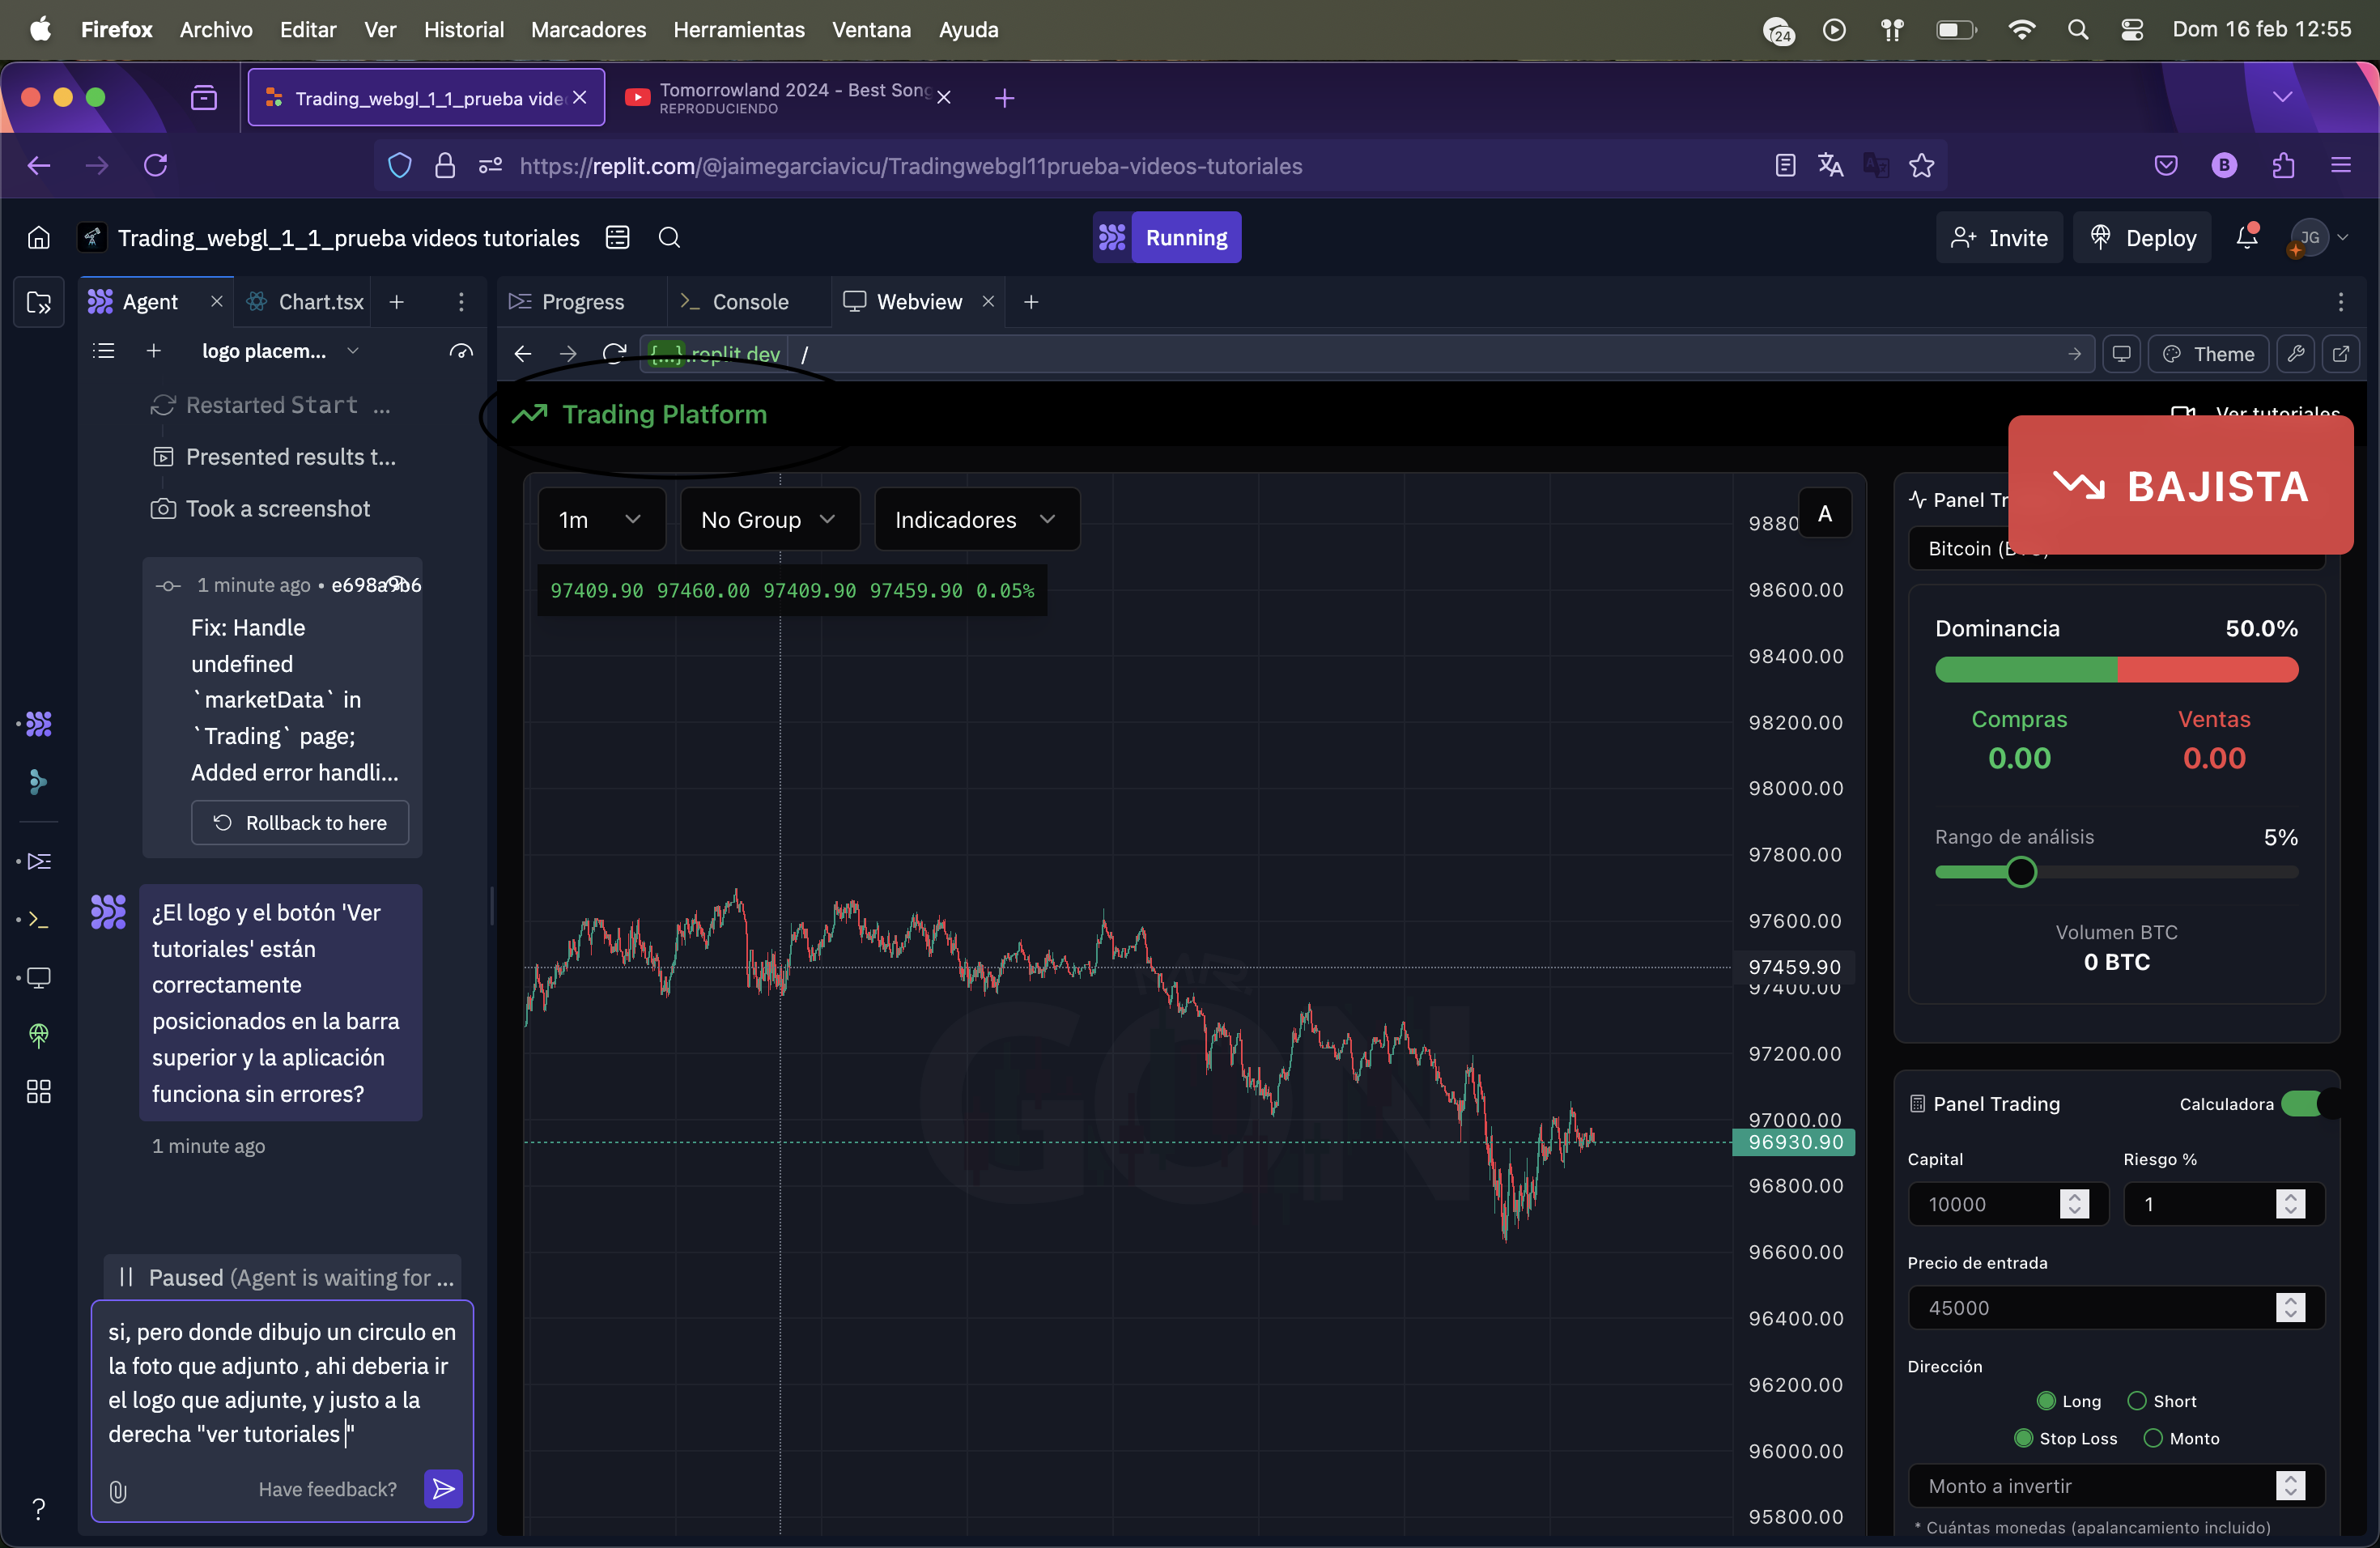 Firefox Archivo Editar Ver Historial Marcadores Herramientas Ventana Ayuda
24
Dom 16 feb 12:55
Trading_webgl_1_1_prueba vide
Tomorrowland 2024 - Best Song
REPRODUCIENDO
https://replit.com/@jaimegarciavicu/Tradingwebgl11prueba-videos-tutoriales
B
Trading_webgl_1_1_prueba videos tutoriales
Running
Invite
Deploy
JG
Agent
Chart.tsx
Progress
Console
Webview
logo placem...
{...}.replit.dev /
Theme
Restarted Start ...
Presented results t...
Took a screenshot
1 minute ago • e698a9b6
Fix: Handle
undefined
`marketData` in
`Trading` page;
Added error handli...
Rollback to here
¿El logo y el botón 'Ver
tutoriales' están
correctamente
posicionados en la barra
superior y la aplicación
funciona sin errores?
1 minute ago
Paused (Agent is waiting for ...
si, pero donde dibujo un circulo en
la foto que adjunto , ahi deberia ir
el logo que adjunte, y justo a la
derecha "ver tutoriales "
Have feedback?
?
Trading Platform
Ver tutoriales
1m
No Group
Indicadores
A
97409.90 97460.00 97409.90 97459.90 0.05%
GON
9880
98600.00
98400.00
98200.00
98000.00
97800.00
97600.00
97459.90
97400.00
97200.00
97000.00
96930.90
96800.00
96600.00
96400.00
96200.00
96000.00
95800.00
BAJISTA
Panel Tr
Bitcoin (B
Dominancia 50.0%
Compras Ventas
0.00 0.00
Rango de análisis 5%
Volumen BTC
0 BTC
Panel Trading Calculadora
Capital Riesgo %
10000 1
Precio de entrada
45000
Dirección
Long Short
Stop Loss Monto
Monto a invertir
* Cuántas monedas (apalancamiento incluido)